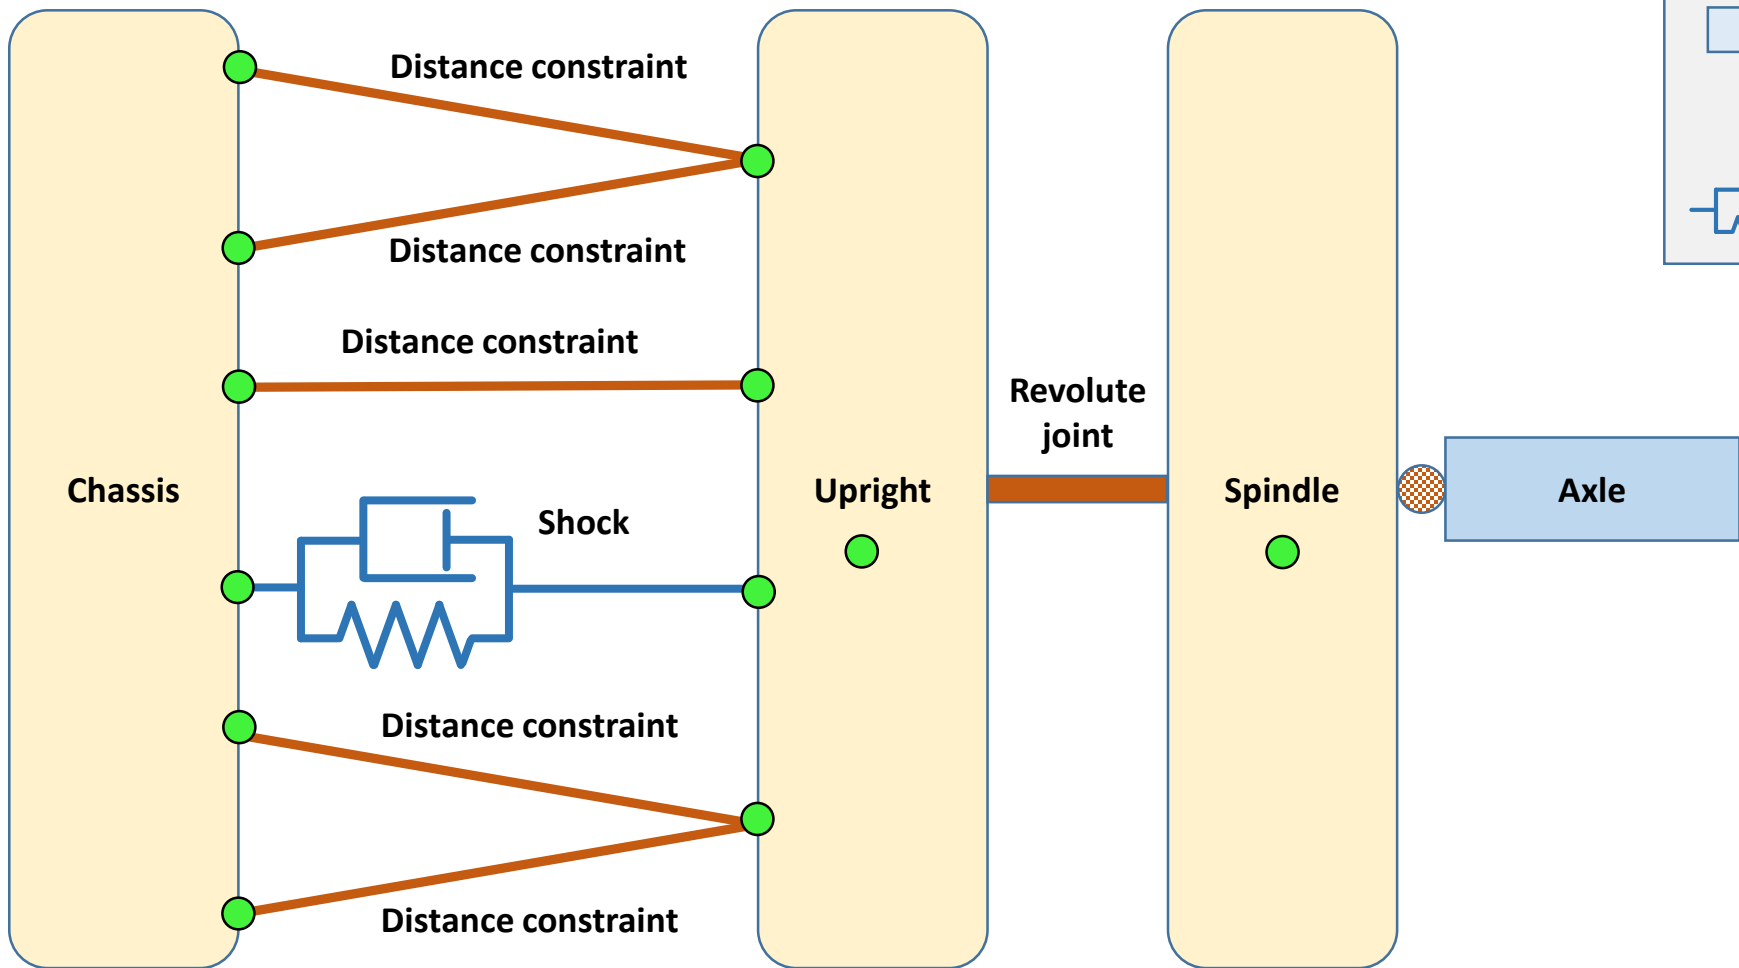 Distance constraint
Distance constraint
Distance constraint
Revolute
joint
Chassis
Shock
Upright
Spindle
Axle
Distance constraint
Distance constraint